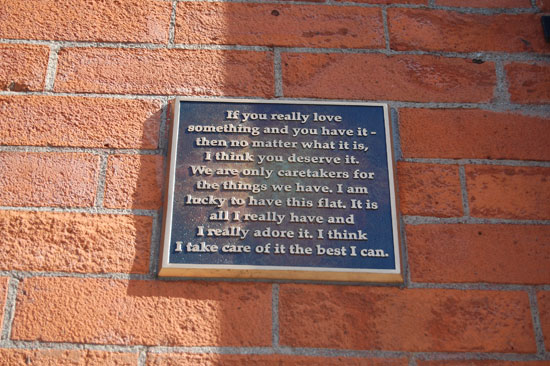 If you really love
something and you have it -
then no matter what it is,
I think you deserve it.
We are only caretakers for
the things we have. I am
lucky to have this flat. It is
all I really have and
I really adore it. I think
I take care of it the best I can.